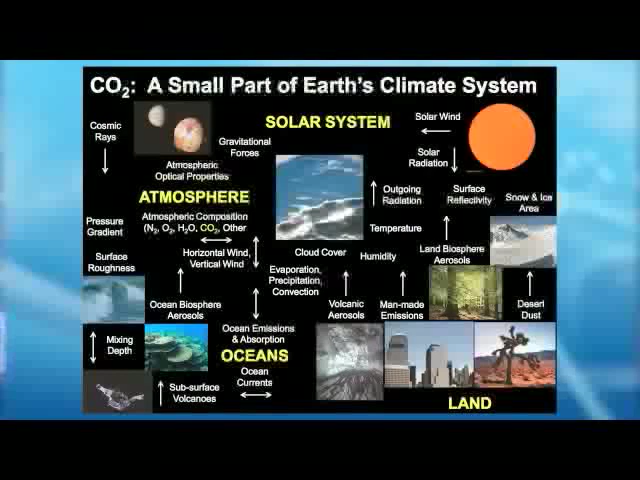 CO₂: A Small Part of Earth's Climate System
SOLAR SYSTEM
Solar Wind
Cosmic
Rays
Gravitational
Forces
Solar
Radiation
Atmospheric
Optical Properties
ATMOSPHERE
Outgoing
Radiation
Surface
Reflectivity
Snow & Ice
Area
Pressure
Gradient
Atmospheric Composition
(N₂, O₂, H₂O, CO₂, Other
Temperature
Surface
Roughness
Horizontal Wind,
Vertical Wind
Cloud Cover
Humidity
Land Biosphere
Aerosols
Evaporation,
Precipitation,
Convection
Ocean Biosphere
Aerosols
Volcanic
Aerosols
Man-made
Emissions
Desert
Dust
Mixing
Depth
Ocean Emissions
& Absorption
OCEANS
Ocean
Currents
Sub-surface
Volcanoes
LAND